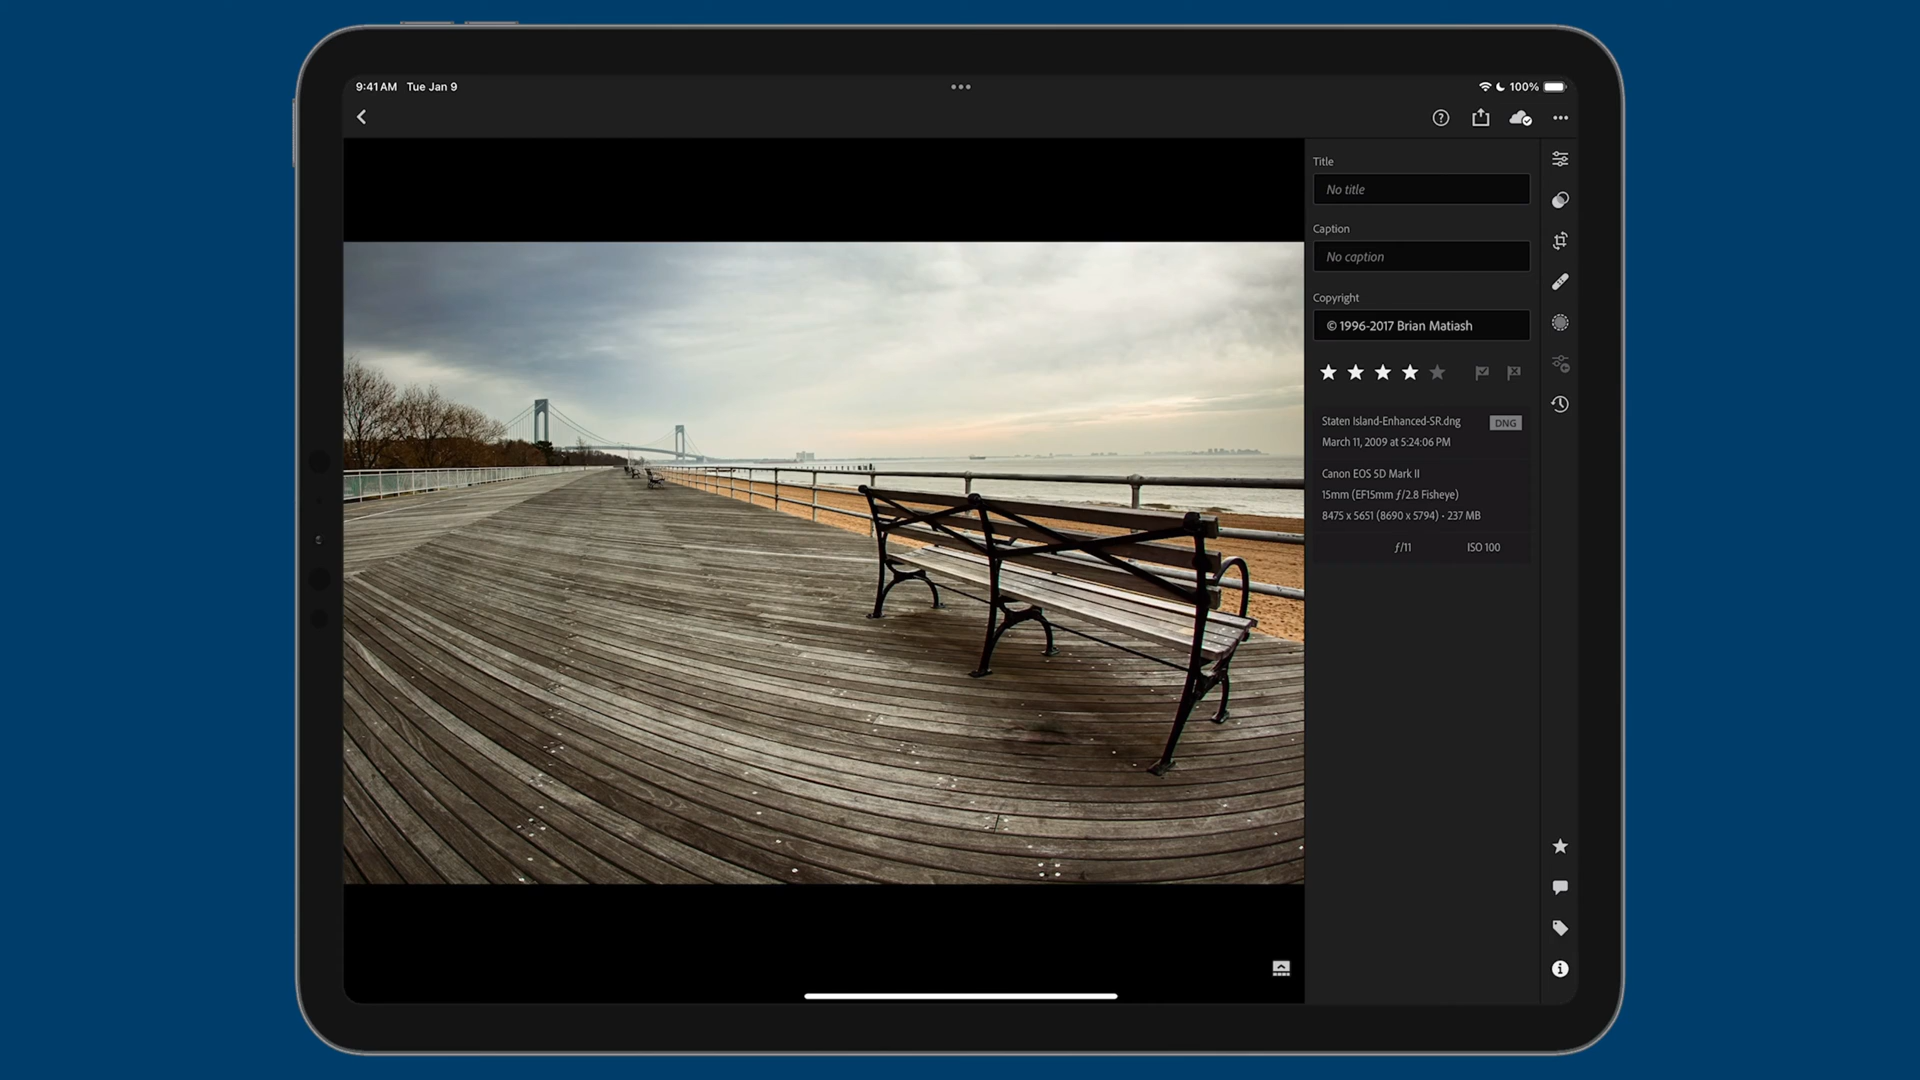 9:41 AM Tue Jan 9
100%
Title
No title
Caption
No caption
Copyright
© 1996-2017 Brian Matiash
Staten Island-Enhanced-SR.dng
DNG
March 11, 2009 at 5:24:06 PM
Canon EOS 5D Mark II
15mm (EF15mm ƒ/2.8 Fisheye)
8475 x 5651 (8690 x 5794) - 237 MB
ƒ/11 ISO 100